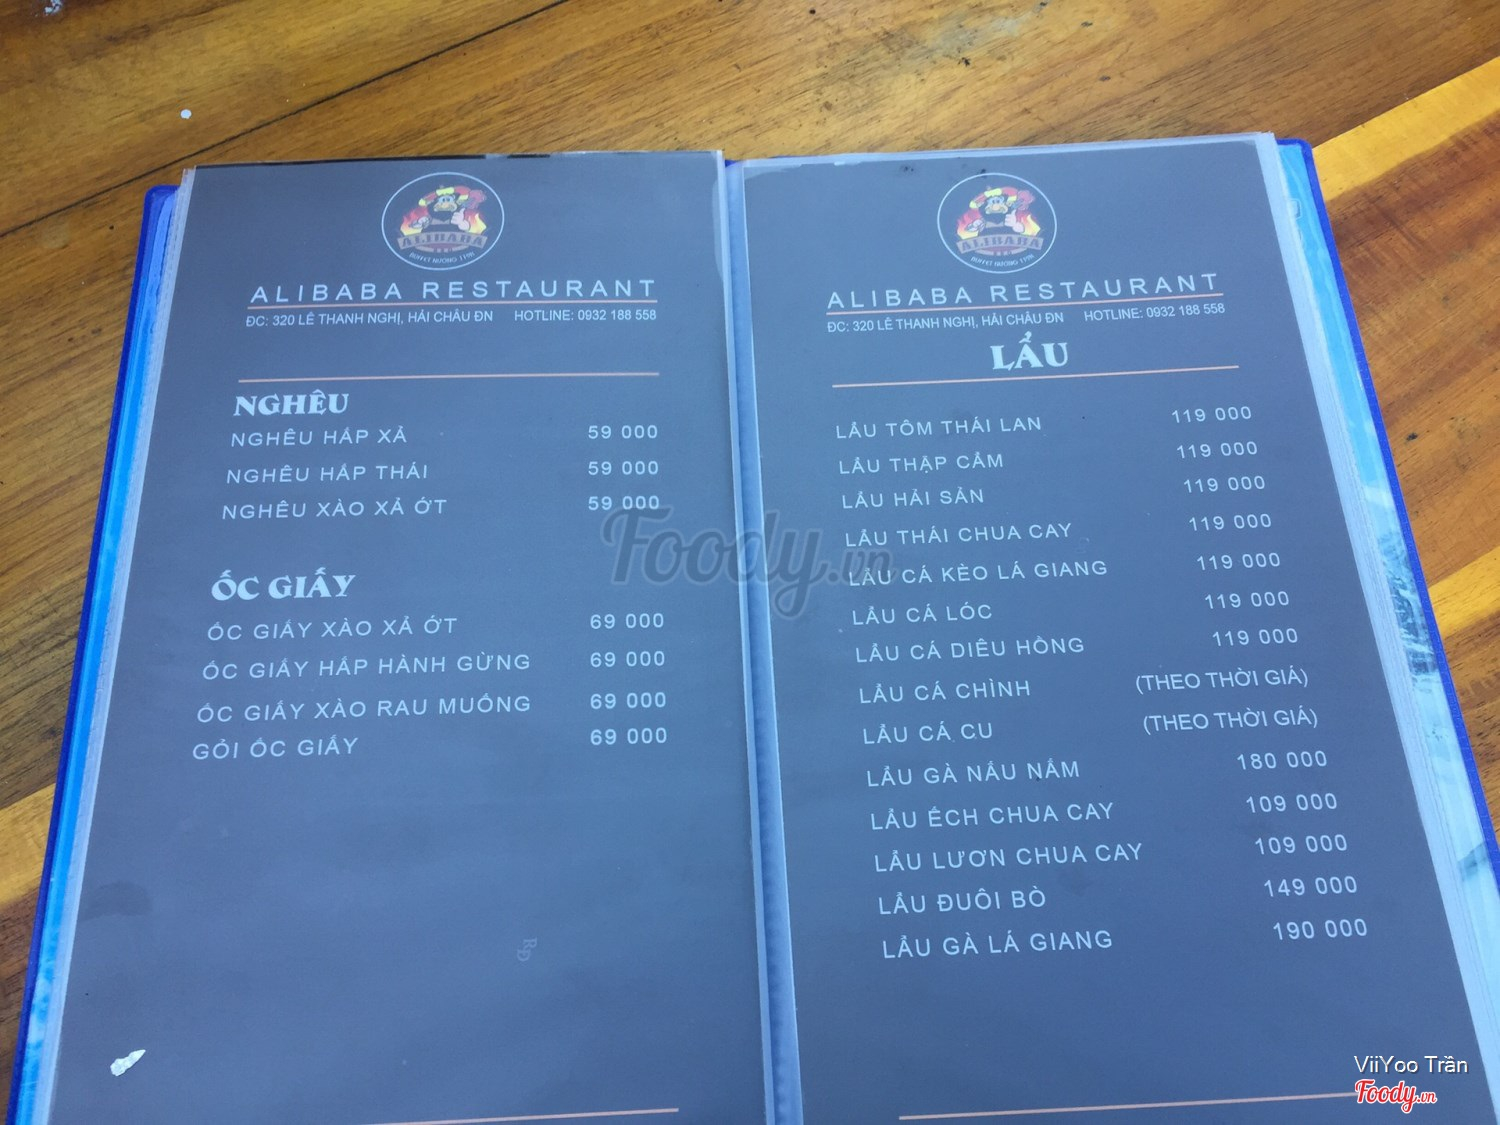 ALIBABA
BUFFET NƯỚNG
ALIBABA RESTAURANT
ĐC: 320 LÊ THANH NGHỊ, HẢI CHÂU ĐN HOTLINE: 0932 188 558
NGHÊU
NGHÊU HẤP XẢ 59 000
NGHÊU HẤP THÁI 59 000
NGHÊU XÀO XẢ ỚT 59 000
ỐC GIẤY
ỐC GIẤY XÀO XẢ ỚT 69 000
ỐC GIẤY HẤP HÀNH GỪNG 69 000
ỐC GIẤY XÀO RAU MUỐNG 69 000
GỎI ỐC GIẤY 69 000
RD
ALIBABA
BUFFET NƯỚNG
ALIBABA RESTAURANT
ĐC: 320 LÊ THANH NGHỊ, HẢI CHÂU ĐN HOTLINE: 0932 188 558
LẨU
LẨU TÔM THÁI LAN 119 000
LẨU THẬP CẨM 119 000
LẨU HẢI SẢN 119 000
LẨU THÁI CHUA CAY 119 000
LẨU CÁ KÈO LÁ GIANG 119 000
LẨU CÁ LÓC 119 000
LẨU CÁ DIÊU HỒNG 119 000
LẨU CÁ CHÌNH (THEO THỜI GIÁ)
LẨU CÁ CU (THEO THỜI GIÁ)
LẨU GÀ NẤU NẤM 180 000
LẨU ẾCH CHUA CAY 109 000
LẨU LƯƠN CHUA CAY 109 000
LẨU ĐUÔI BÒ 149 000
LẨU GÀ LÁ GIANG 190 000
Foody.vn
ViiYoo Trần
Foody.vn